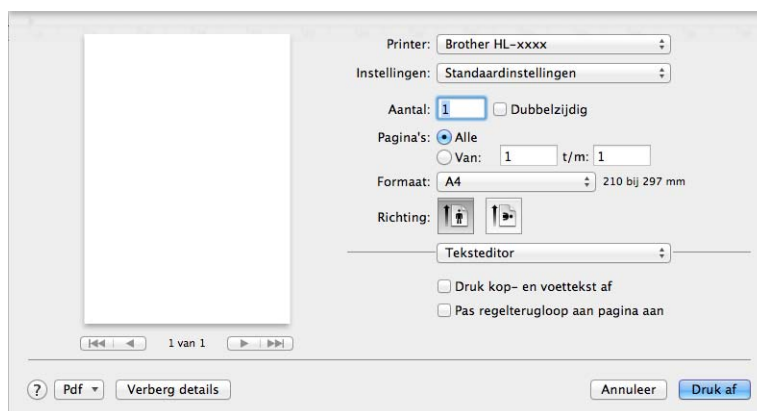 Printer: Brother HL-xxxx
Instellingen: Standaardinstellingen
Aantal: 1 Dubbelzijdig
Pagina's: Alle
Van: 1 t/m: 1
Formaat: A4 210 bij 297 mm
Richting:
Teksteditor
Druk kop- en voettekst af
Pas regelterugloop aan pagina aan
1 van 1
? Pdf Verberg details Annuleer Druk af